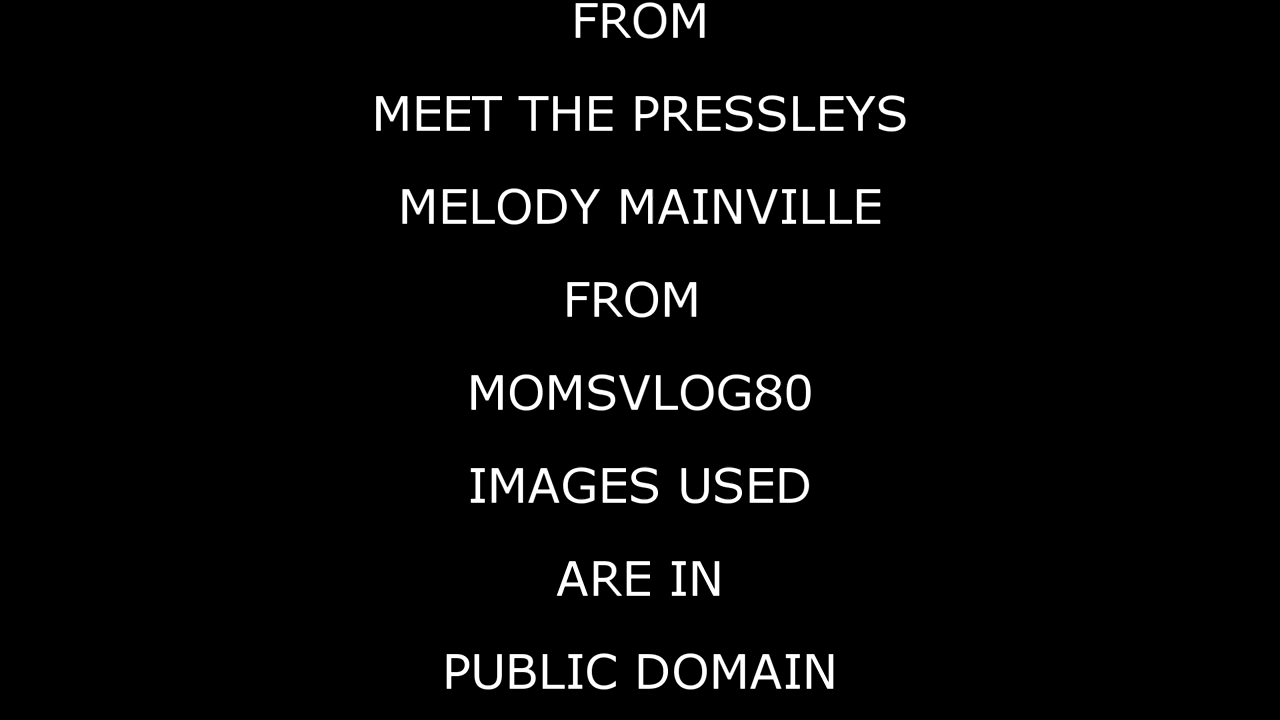 FROM
MEET THE PRESSLEYS
MELODY MAINVILLE
FROM
MOMSVLOG80
IMAGES USED
ARE IN
PUBLIC DOMAIN